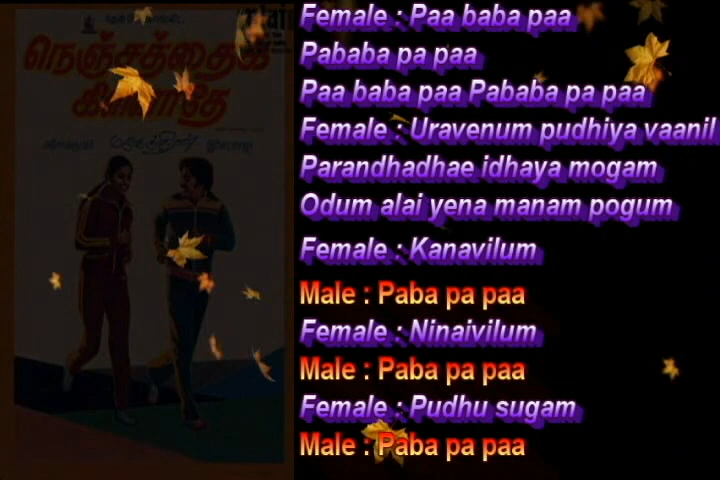 நெஞ்சத்தைக்
கிள்ளாதே
Female : Paa baba paa
Pababa pa paa
Paa baba paa Pababa pa paa
Female : Uravenum pudhiya vaanil
Parandhadhae idhaya mogam
Odum alai yena manam pogum
Female : Kanavilum
Male : Paba pa paa
Female : Ninaivilum
Male : Paba pa paa
Female : Pudhu sugam
Male : Paba pa paa